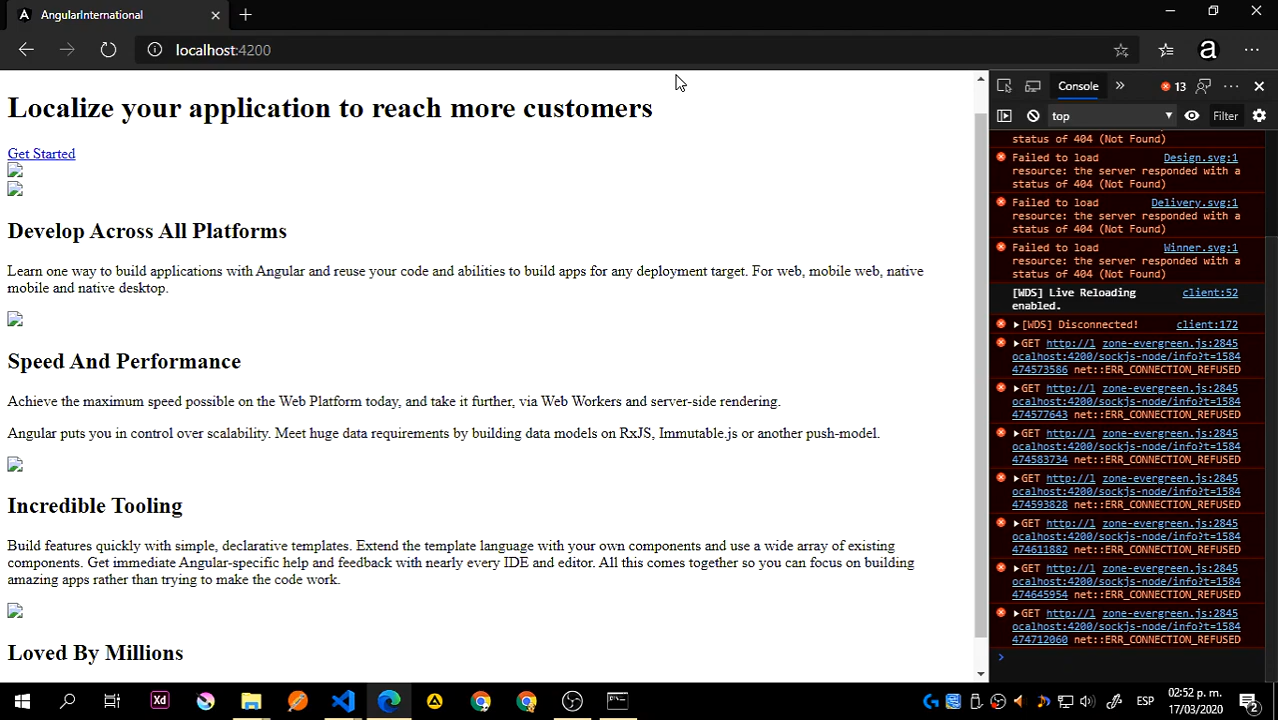 AngularInternational
localhost:4200
Localize your application to reach more customers
Get Started
Develop Across All Platforms
Learn one way to build applications with Angular and reuse your code and abilities to build apps for any deployment target. For web, mobile web, native
mobile and native desktop.
Speed And Performance
Achieve the maximum speed possible on the Web Platform today, and take it further, via Web Workers and server-side rendering.
Angular puts you in control over scalability. Meet huge data requirements by building data models on RxJS, Immutable.js or another push-model.
Incredible Tooling
Build features quickly with simple, declarative templates. Extend the template language with your own components and use a wide array of existing
components. Get immediate Angular-specific help and feedback with nearly every IDE and editor. All this comes together so you can focus on building
amazing apps rather than trying to make the code work.
Loved By Millions
Console
13
top
Filter
status of 404 (Not Found)
Failed to load Design.svg:1
resource: the server responded with a
status of 404 (Not Found)
Failed to load Delivery.svg:1
resource: the server responded with a
status of 404 (Not Found)
Failed to load Winner.svg:1
resource: the server responded with a
status of 404 (Not Found)
[WDS] Live Reloading client:52
enabled.
[WDS] Disconnected! client:172
GET http://l zone-evergreen.js:2845
ocalhost:4200/sockjs-node/info?t=1584
474573586 net::ERR_CONNECTION_REFUSED
GET http://l zone-evergreen.js:2845
ocalhost:4200/sockjs-node/info?t=1584
474577643 net::ERR_CONNECTION_REFUSED
GET http://l zone-evergreen.js:2845
ocalhost:4200/sockjs-node/info?t=1584
474583734 net::ERR_CONNECTION_REFUSED
GET http://l zone-evergreen.js:2845
ocalhost:4200/sockjs-node/info?t=1584
474593828 net::ERR_CONNECTION_REFUSED
GET http://l zone-evergreen.js:2845
ocalhost:4200/sockjs-node/info?t=1584
474611882 net::ERR_CONNECTION_REFUSED
GET http://l zone-evergreen.js:2845
ocalhost:4200/sockjs-node/info?t=1584
474645954 net::ERR_CONNECTION_REFUSED
GET http://l zone-evergreen.js:2845
ocalhost:4200/sockjs-node/info?t=1584
474712060 net::ERR_CONNECTION_REFUSED
Xd
ESP
02:52 p. m.
17/03/2020
2